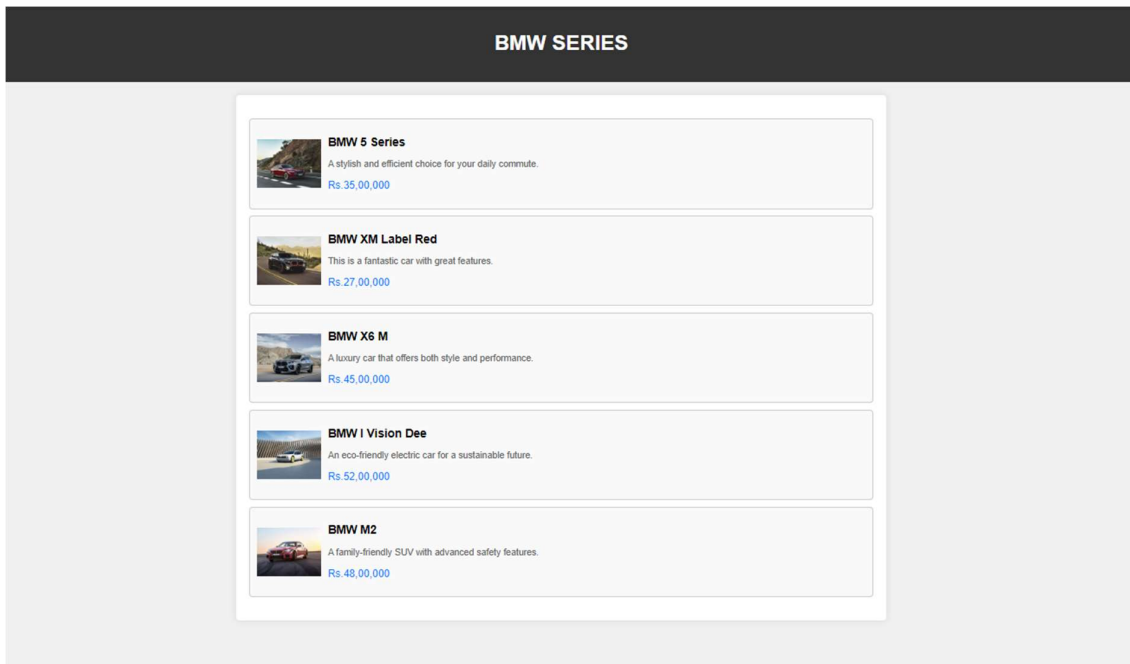 BMW SERIES
BMW 5 Series
A stylish and efficient choice for your daily commute.
Rs.35,00,000
BMW XM Label Red
This is a fantastic car with great features.
Rs.27,00,000
BMW X6 M
A luxury car that offers both style and performance.
Rs.45,00,000
BMW I Vision Dee
An eco-friendly electric car for a sustainable future.
Rs.52,00,000
BMW M2
A family-friendly SUV with advanced safety features.
Rs.48,00,000